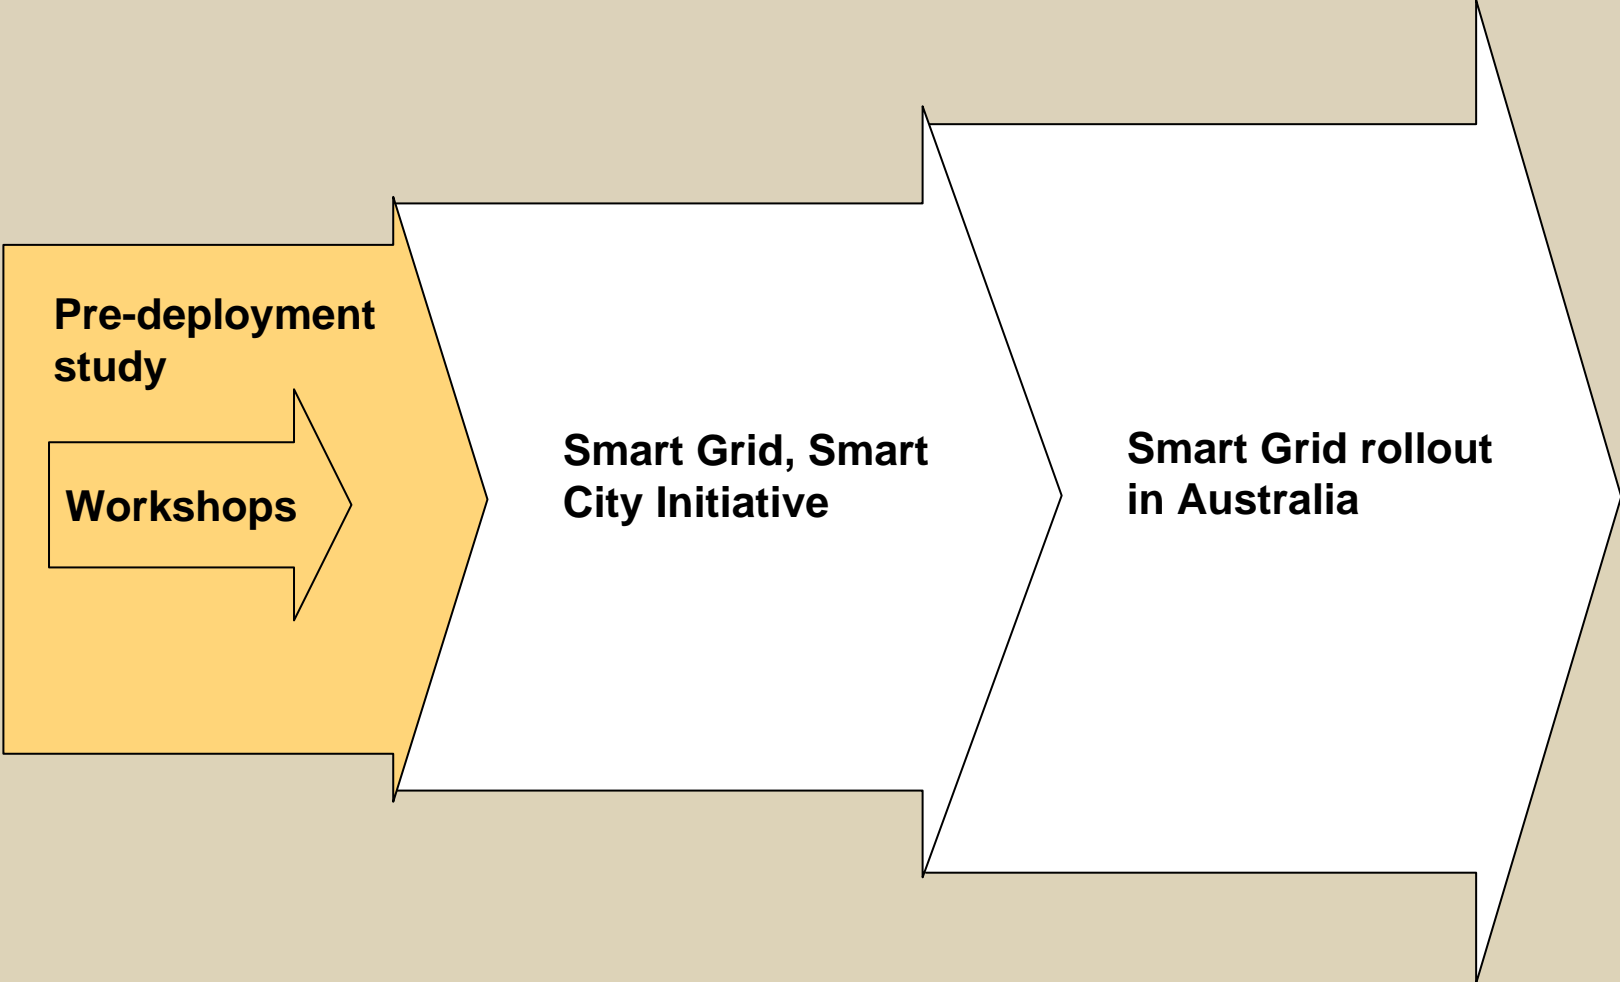 Pre-deployment
study
Workshops
Smart Grid, Smart
City Initiative
Smart Grid rollout
in Australia